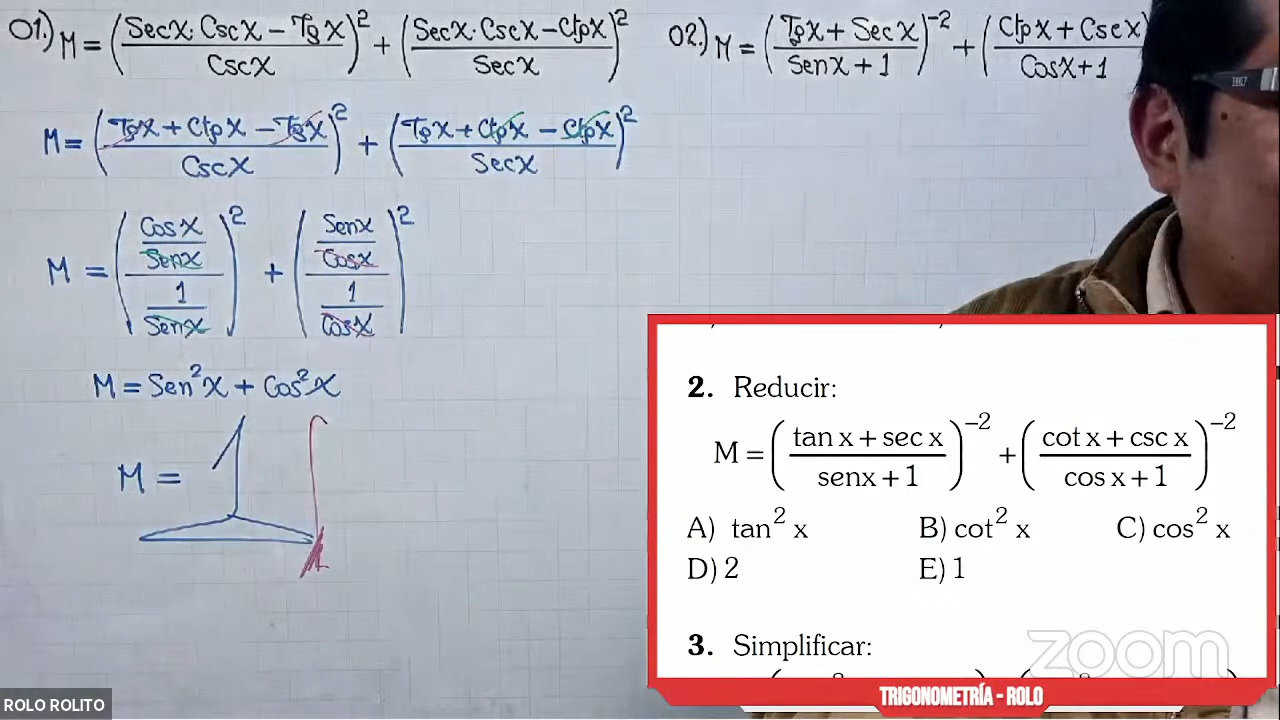 01.) M = ((Secx. Cscx - Tgx)/Cscx)² + ((Secx. Cscx - Ctgx)/Secx)²
M = ((Tgx + Ctgx - Tgx)/Cscx)² + ((Tgx + Ctgx - Ctgx)/Secx)²
M = ((Cosx/Senx)/(1/Senx))² + ((Senx/Cosx)/(1/Cosx))²
M = Sen²x + Cos²x
M = 1
02.) M = ((Tgx + Secx)/(Senx + 1))⁻² + ((Ctgx + Cscx)/(Cosx + 1)
2. Reducir:
M = ((tan x + sec x)/(senx + 1))⁻² + ((cot x + csc x)/(cos x + 1))⁻²
A) tan² x B) cot² x C) cos² x
D) 2 E) 1
3. Simplificar:
zoom
TRIGONOMETRÍA - ROLO
ROLO ROLITO